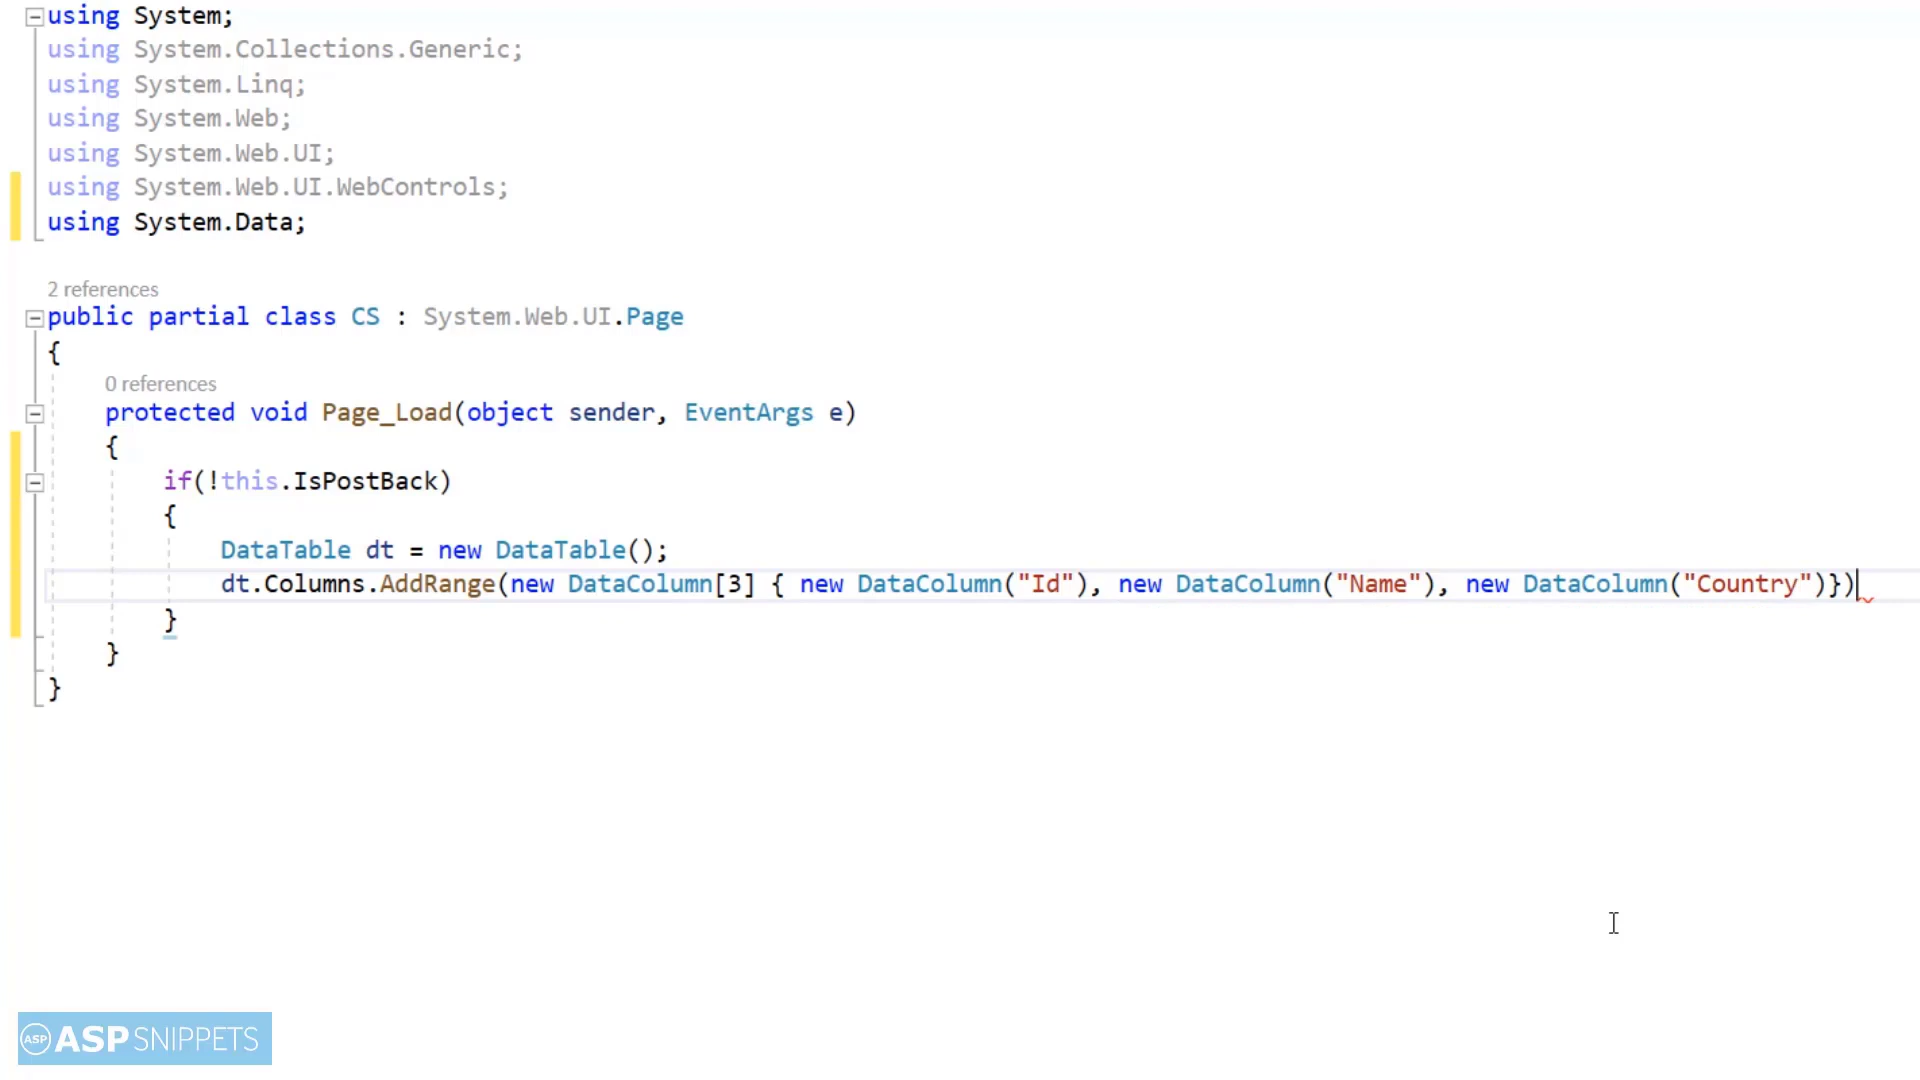 using System;
using System.Collections.Generic;
using System.Linq;
using System.Web;
using System.Web.UI;
using System.Web.UI.WebControls;
using System.Data;
2 references
public partial class CS : System.Web.UI.Page
{
0 references
protected void Page_Load(object sender, EventArgs e)
{
if(!this.IsPostBack)
{
DataTable dt = new DataTable();
dt.Columns.AddRange(new DataColumn[3] { new DataColumn("Id"), new DataColumn("Name"), new DataColumn("Country")})
}
}
}
ASP ASPSNIPPETS